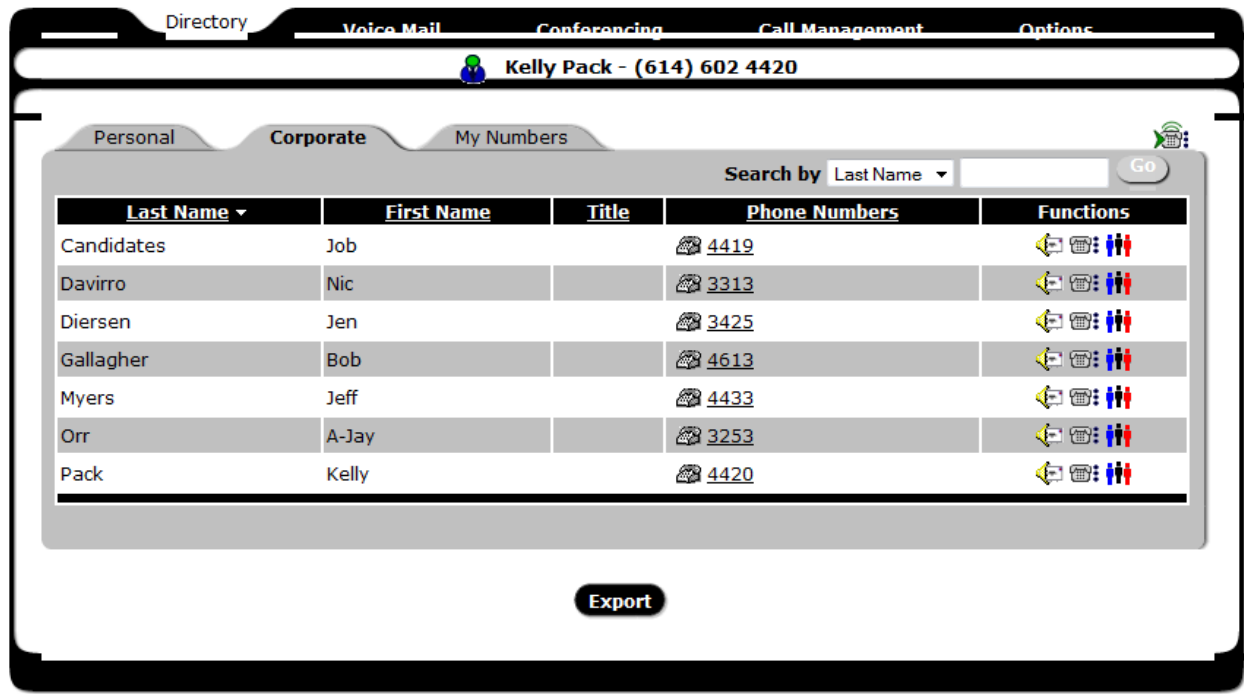 Directory Voice Mail Conferencing Call Management Options
Kelly Pack - (614) 602 4420
Personal Corporate My Numbers
Search by Last Name Go
Last Name First Name Title Phone Numbers Functions
Candidates Job 4419
Davirro Nic 3313
Diersen Jen 3425
Gallagher Bob 4613
Myers Jeff 4433
Orr A-Jay 3253
Pack Kelly 4420
Export